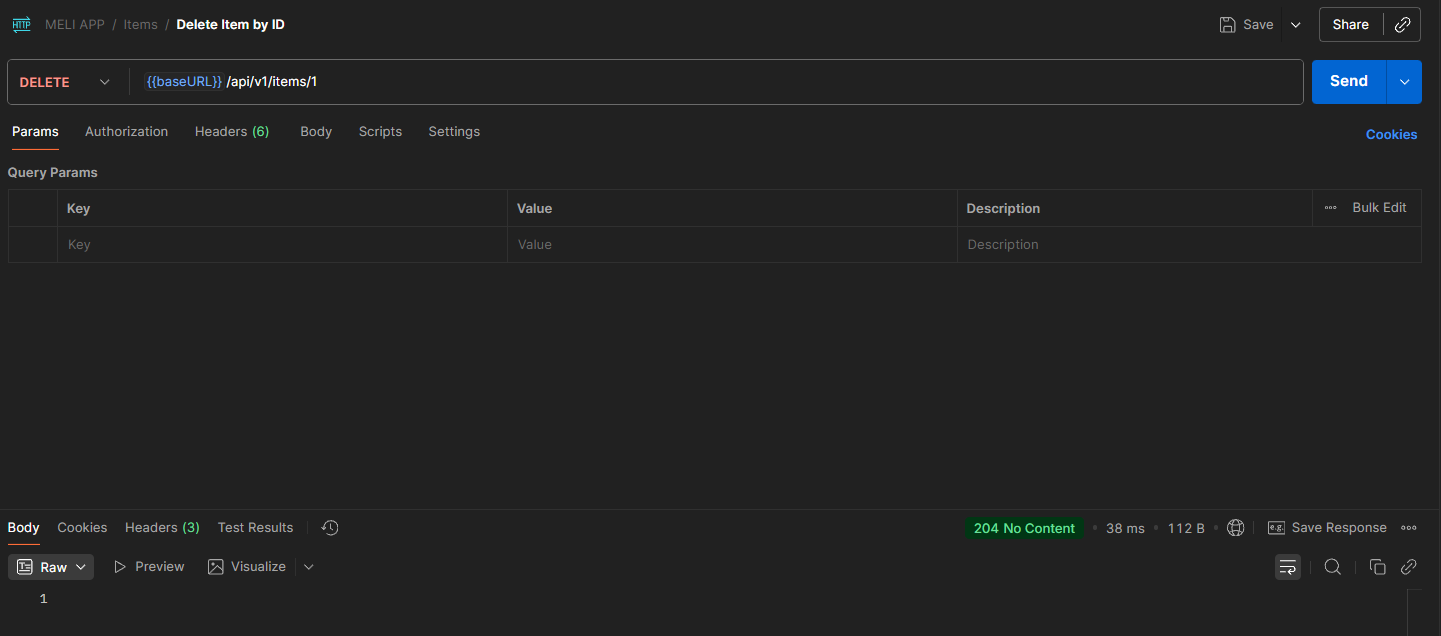 HTTP MELI APP / Items / Delete Item by ID Save Share
DELETE {{baseURL}} /api/v1/items/1 Send
Params Authorization Headers (6) Body Scripts Settings Cookies
Query Params
Key Value Description Bulk Edit
Key Value Description
Body Cookies Headers (3) Test Results 204 No Content 38 ms 112 B e.g. Save Response
Raw Preview Visualize
1